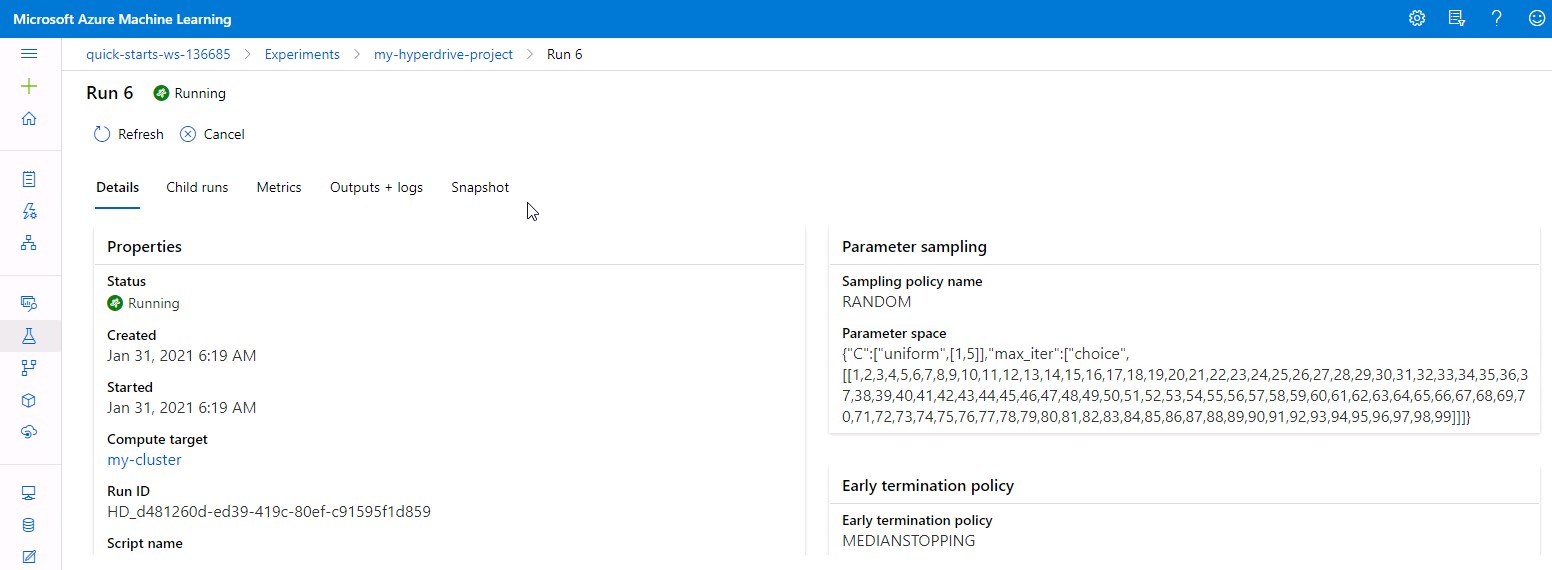 Microsoft Azure Machine Learning
quick-starts-ws-136685 > Experiments > my-hyperdrive-project > Run 6
Run 6 Running
Refresh Cancel
Details Child runs Metrics Outputs + logs Snapshot
Properties
Status
Running
Created
Jan 31, 2021 6:19 AM
Started
Jan 31, 2021 6:19 AM
Compute target
my-cluster
Run ID
HD_d481260d-ed39-419c-80ef-c91595f1d859
Script name
Parameter sampling
Sampling policy name
RANDOM
Parameter space
{"C":["uniform",[1,5]],"max_iter":["choice",
[[1,2,3,4,5,6,7,8,9,10,11,12,13,14,15,16,17,18,19,20,21,22,23,24,25,26,27,28,29,30,31,32,33,34,35,36,3
7,38,39,40,41,42,43,44,45,46,47,48,49,50,51,52,53,54,55,56,57,58,59,60,61,62,63,64,65,66,67,68,69,7
0,71,72,73,74,75,76,77,78,79,80,81,82,83,84,85,86,87,88,89,90,91,92,93,94,95,96,97,98,99]]]}
Early termination policy
Early termination policy
MEDIANSTOPPING